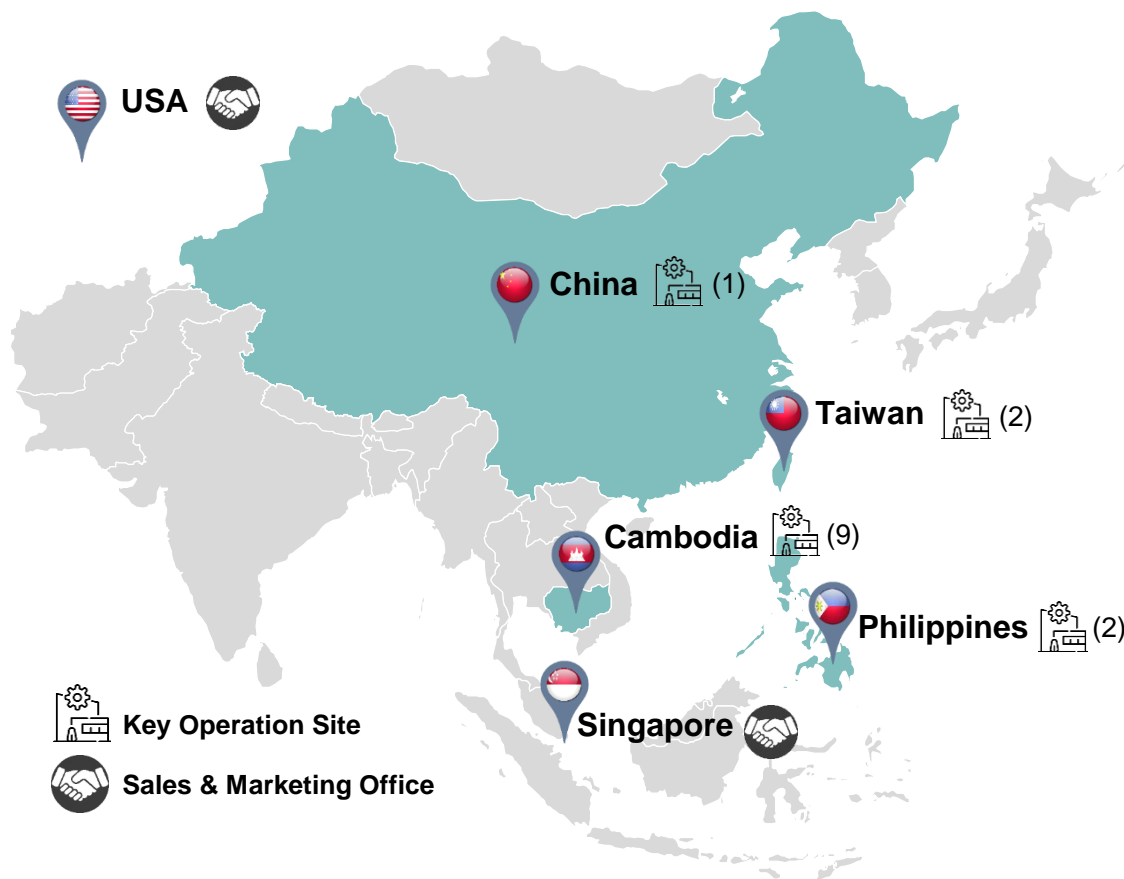 USA
China (1)
Taiwan (2)
Cambodia (9)
Philippines (2)
Singapore
Key Operation Site
Sales & Marketing Office